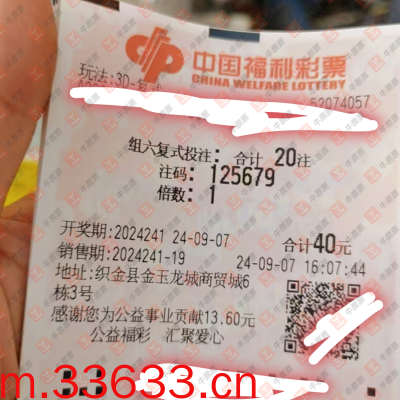 中国福利彩票
CHINA WELFARE LOTTERY
玩法:3D-
53074057
组六复式投注: 合计 20注
注码: 125679
倍数: 1
开奖期:2024241 24-09-07 合计40元
销售期:2024241-19 24-09-07 16:07:44
地址:织金县金玉龙城商贸城6
栋3号
感谢您为公益事业贡献13.60元
公益福彩 汇聚爱心
m.33633.cn